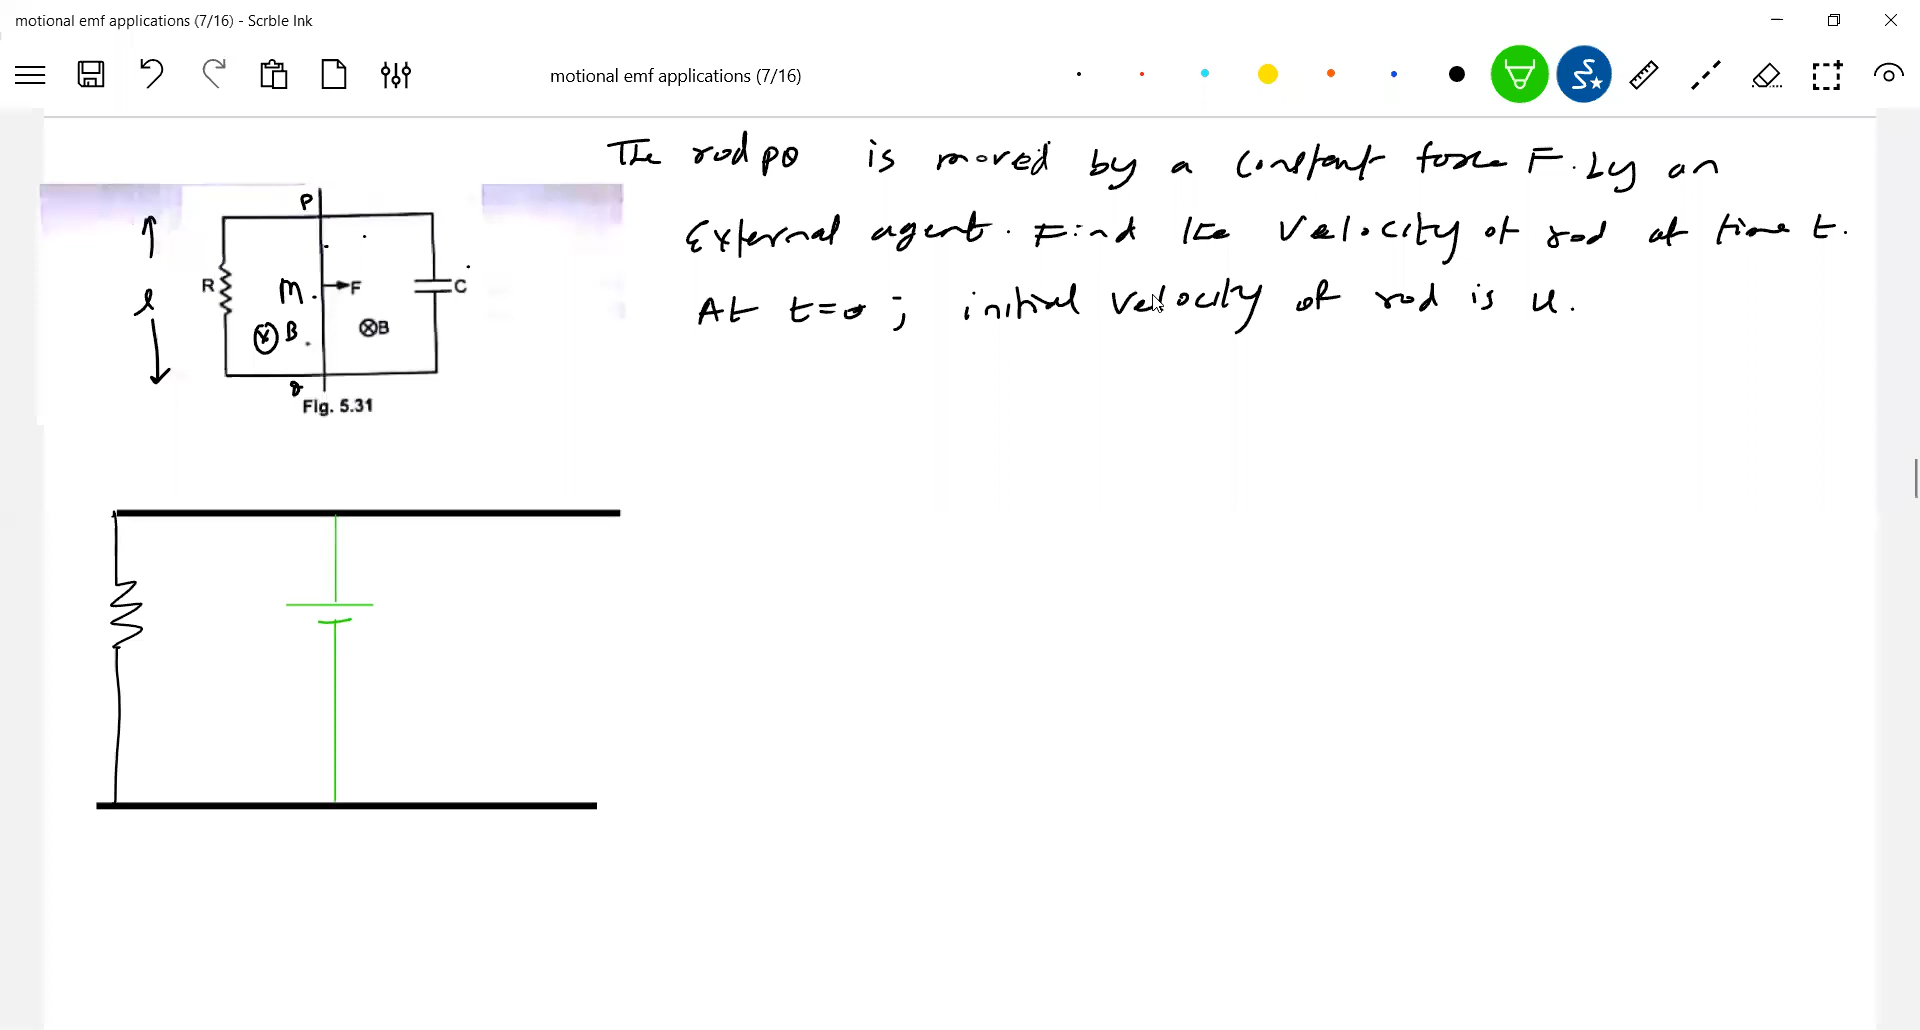 motional emf applications (7/16) - Scrble Ink
motional emf applications (7/16)
The rod PQ is moved by a constant force F. by an
External agent. Find the velocity of rod at time t.
At t=0 ; initial velocity of rod is u.
P
l
R
m
F
C
B
B
Fig. 5.31